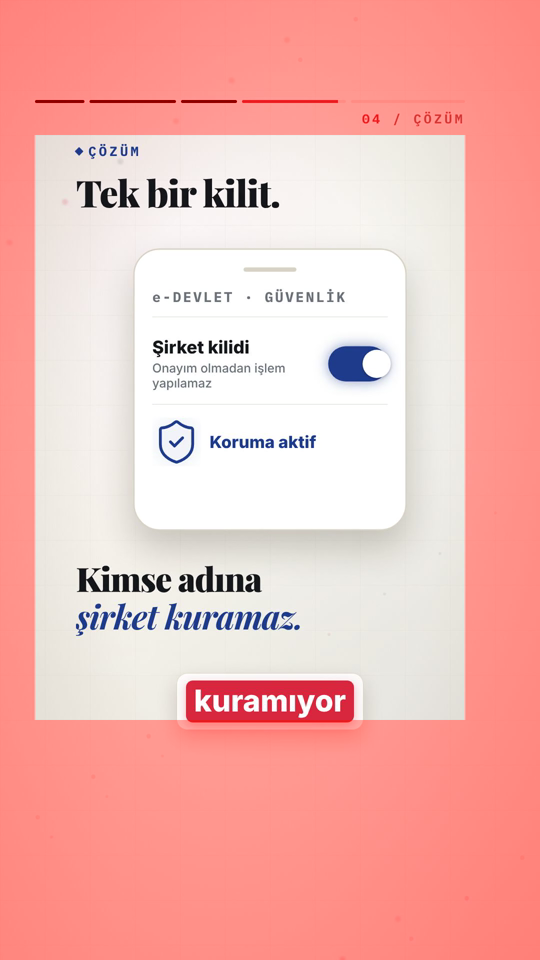 04 / ÇÖZÜM
ÇÖZÜM
Tek bir kilit.
e-DEVLET · GÜVENLİK
Şirket kilidi
Onayım olmadan işlem
yapılamaz
Koruma aktif
Kimse adına
şirket kuramaz.
kuramıyor